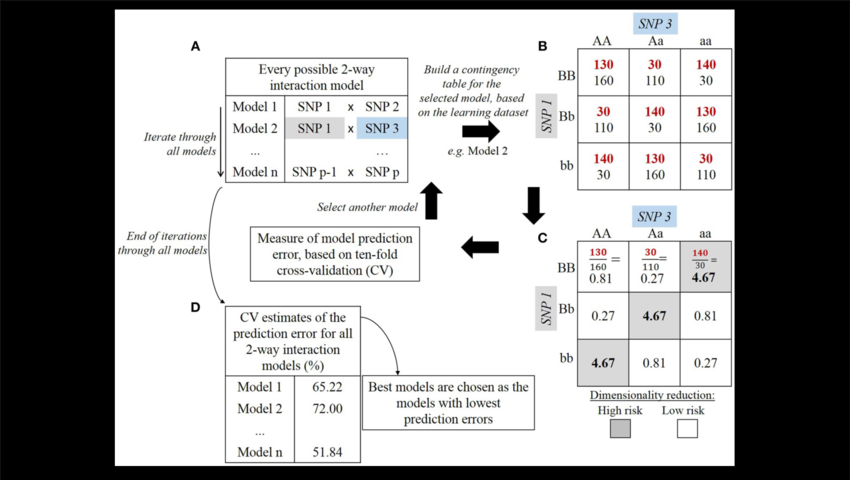 A
Every possible 2-way
interaction model
Model 1 SNP 1 x SNP 2
Model 2 SNP 1 x SNP 3
... ...
Model n SNP p-1 x SNP p
Iterate through
all models
Build a contingency
table for the
selected model, based
on the learning dataset
e.g. Model 2
B
SNP 3
AA Aa aa
SNP 1
BB 130 30 140
160 110 30
Bb 30 140 130
110 30 160
bb 140 130 30
30 160 110
Select another model
End of iterations
through all models
Measure of model prediction
error, based on ten-fold
cross-validation (CV)
C
SNP 3
AA Aa aa
SNP 1
BB 130/160 = 30/110 = 140/30 =
0.81 0.27 4.67
Bb 0.27 4.67 0.81
bb 4.67 0.81 0.27
Dimensionality reduction:
High risk Low risk
D
CV estimates of the
prediction error for all
2-way interaction
models (%)
Model 1 65.22
Model 2 72.00
...
Model n 51.84
Best models are chosen as the
models with lowest
prediction errors